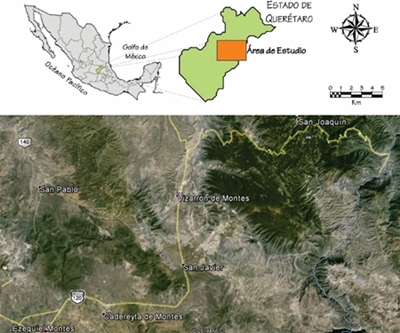 ESTADO DE
QUERÉTARO
Golfo de
México
Área de Estudio
Océano Pacífico
N
W
E
S
0 1 2 3 4 5
Km
San Joaquín
140
San Pablo
Vizarrón de Montes
San Javier
120
Cadereyta de Montes
Ezequiel Montes